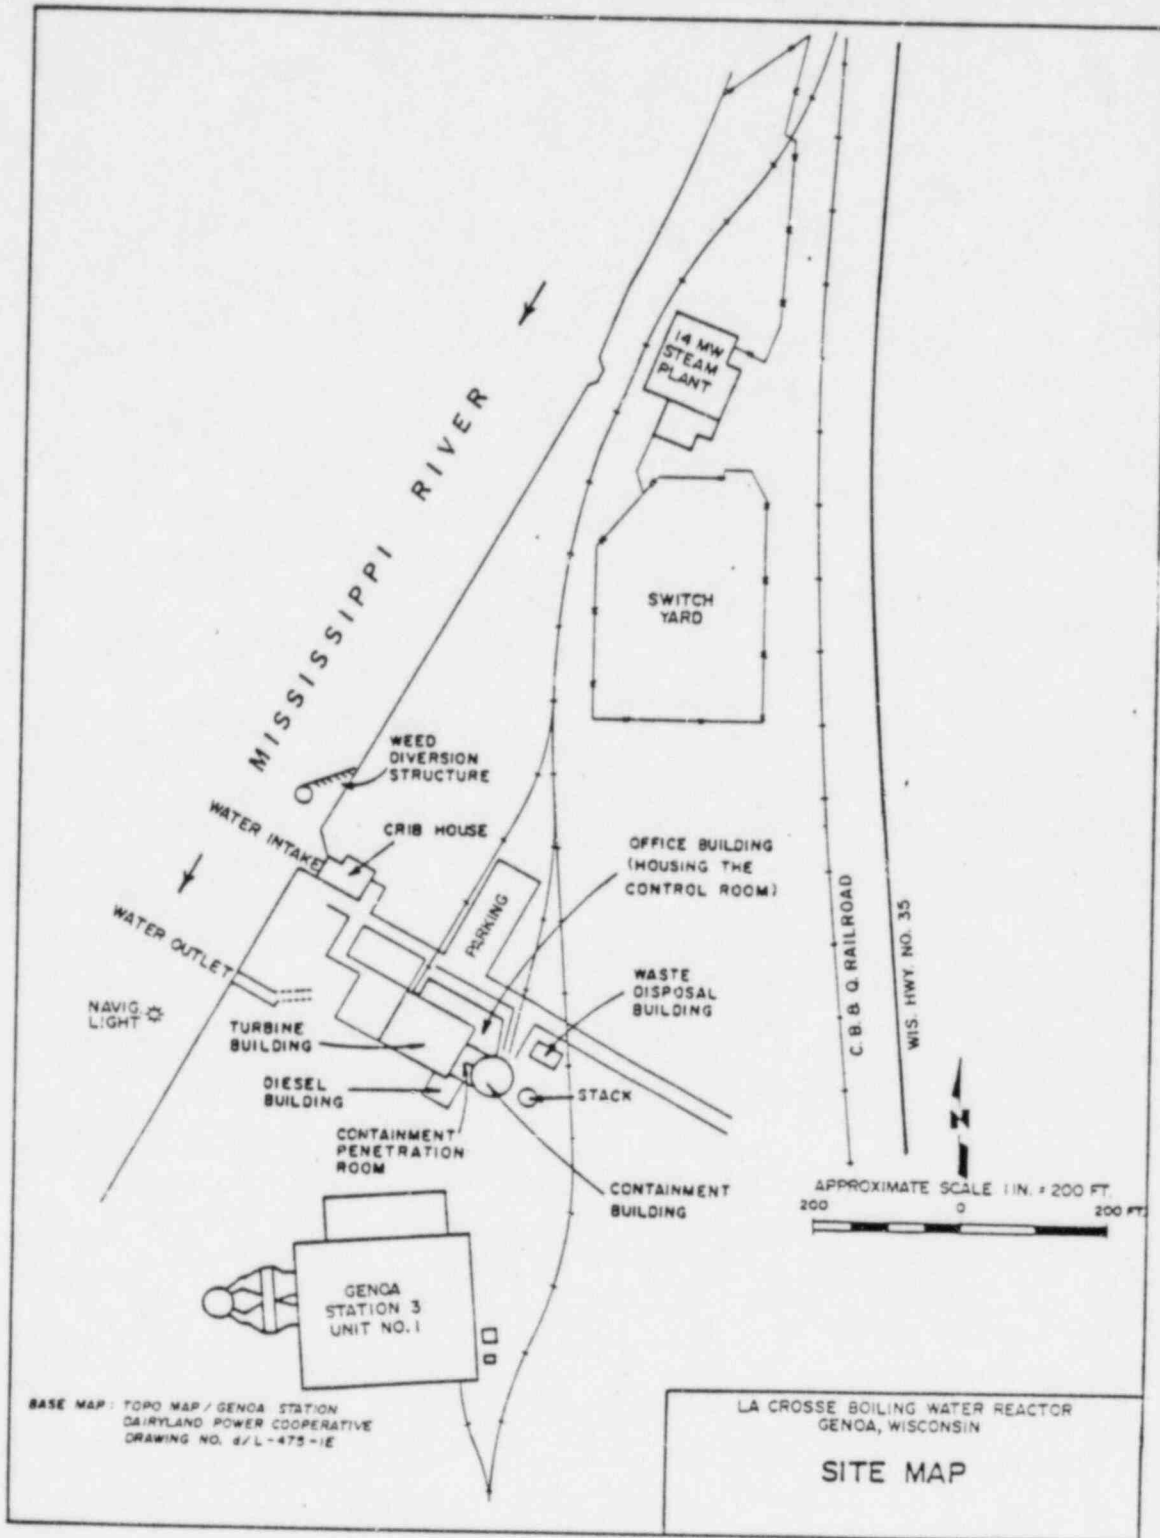 14 MW
STEAM
PLANT
MISSISSIPPI RIVER
SWITCH
YARD
WEED
DIVERSION
STRUCTURE
WATER INTAKE
CRIB HOUSE
OFFICE BUILDING
(HOUSING THE
CONTROL ROOM)
PARKING
WATER OUTLET
C. B. B Q. RAILROAD
WIS. HWY. NO. 35
WASTE
DISPOSAL
BUILDING
NAVIG.
LIGHT
TURBINE
BUILDING
DIESEL
BUILDING
STACK
CONTAINMENT
PENETRATION
ROOM
CONTAINMENT
BUILDING
N
APPROXIMATE SCALE 1 IN. = 200 FT.
200 0 200 FT.
GENOA
STATION 3
UNIT NO. 1
BASE MAP: TOPO MAP / GENOA STATION
DAIRYLAND POWER COOPERATIVE
DRAWING NO. d/L-475-1E
LA CROSSE BOILING WATER REACTOR
GENOA, WISCONSIN
SITE MAP